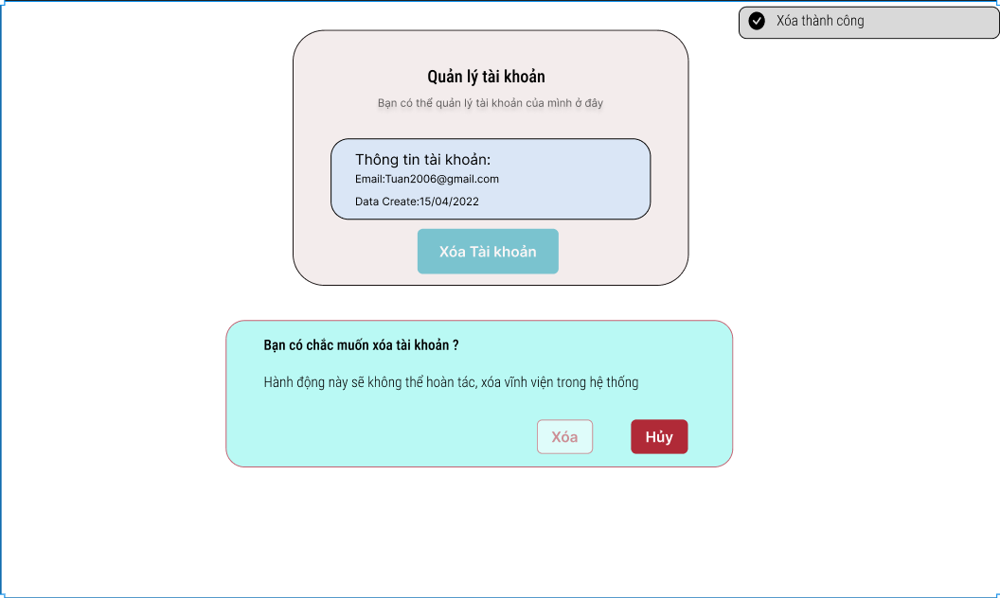 Xóa thành công
Quản lý tài khoản
Bạn có thể quản lý tài khoản của mình ở đây
Thông tin tài khoản:
Email:Tuan2006@gmail.com
Data Create:15/04/2022
Xóa Tài khoản
Bạn có chắc muốn xóa tài khoản ?
Hành động này sẽ không thể hoàn tác, xóa vĩnh viện trong hệ thống
Xóa
Hủy